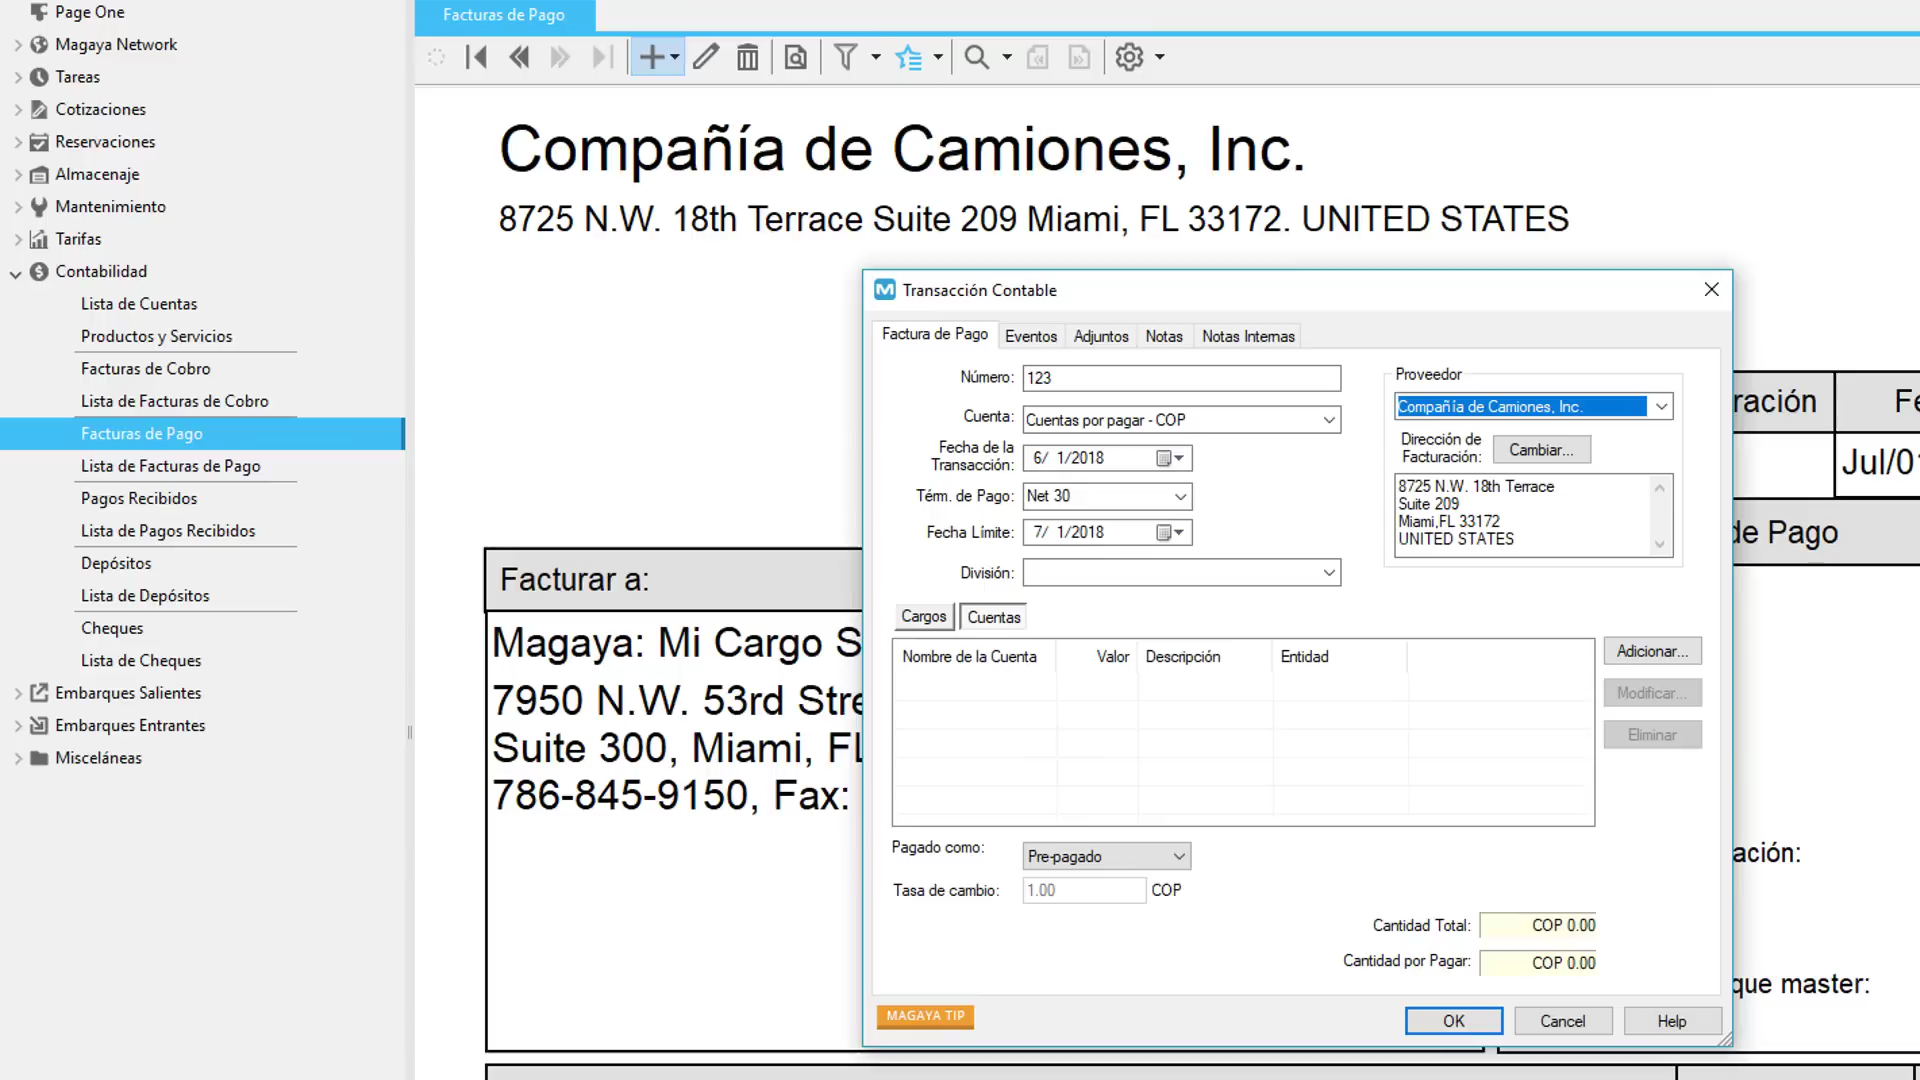 Page One
Magaya Network
Tareas
Cotizaciones
Reservaciones
Almacenaje
Mantenimiento
Tarifas
Contabilidad
Lista de Cuentas
Productos y Servicios
Facturas de Cobro
Lista de Facturas de Cobro
Facturas de Pago
Lista de Facturas de Pago
Pagos Recibidos
Lista de Pagos Recibidos
Depósitos
Lista de Depósitos
Cheques
Lista de Cheques
Embarques Salientes
Embarques Entrantes
Misceláneas
Facturas de Pago
Compañía de Camiones, Inc.
8725 N.W. 18th Terrace Suite 209 Miami, FL 33172. UNITED STATES
Facturar a:
Magaya: Mi Cargo S
7950 N.W. 53rd Stre
Suite 300, Miami, FL
786-845-9150, Fax:
Transacción Contable
Factura de Pago Eventos Adjuntos Notas Notas Internas
Número: 123
Cuenta: Cuentas por pagar - COP
Fecha de la
Transacción: 6/ 1/2018
Térm. de Pago: Net 30
Fecha Límite: 7/ 1/2018
División:
Proveedor
Compañía de Camiones, Inc.
Dirección de
Facturación: Cambiar...
8725 N.W. 18th Terrace
Suite 209
Miami,FL 33172
UNITED STATES
Cargos Cuentas
Nombre de la Cuenta Valor Descripción Entidad
Adicionar...
Modificar...
Eliminar
Pagado como: Pre-pagado
Tasa de cambio: 1.00 COP
Cantidad Total: COP 0.00
Cantidad por Pagar: COP 0.00
MAGAYA TIP
OK Cancel Help
ración Fe
Jul/01
de Pago
ación:
que master: